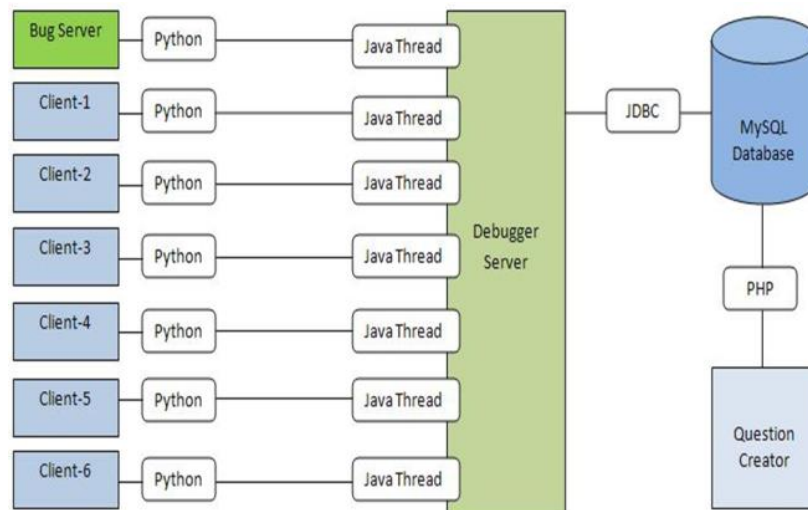 Bug Server
Python
Java Thread
Client-1
Python
Java Thread
Client-2
Python
Java Thread
Client-3
Python
Java Thread
Client-4
Python
Java Thread
Client-5
Python
Java Thread
Client-6
Python
Java Thread
Debugger
Server
JDBC
MySQL
Database
PHP
Question
Creator